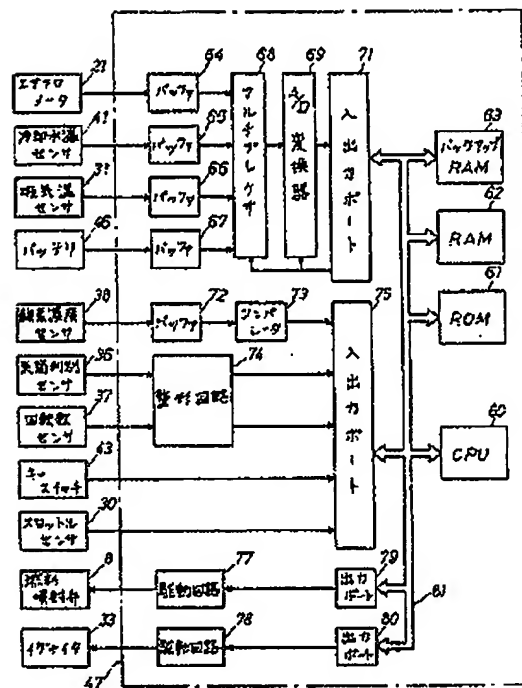 21
エアフロ
メータ
41
冷却水温
センサ
31
吸気温
センサ
46
バッテリ
38
酸素濃度
センサ
36
気筒判別
センサ
37
回転数
センサ
43
キー
スイッチ
30
スロットル
センサ
8
燃料
噴射弁
33
イグナイタ
47
64
バッファ
65
バッファ
66
バッファ
67
バッファ
68
マルチプレクサ
69
A/D変換器
71
入出力ポート
72
バッファ
73
コンパ
レータ
74
整形回路
75
入出力ポート
77
駆動回路
78
駆動回路
79
出力
ポート
80
出力
ポート
81
63
バックアップ
RAM
62
RAM
61
ROM
60
CPU